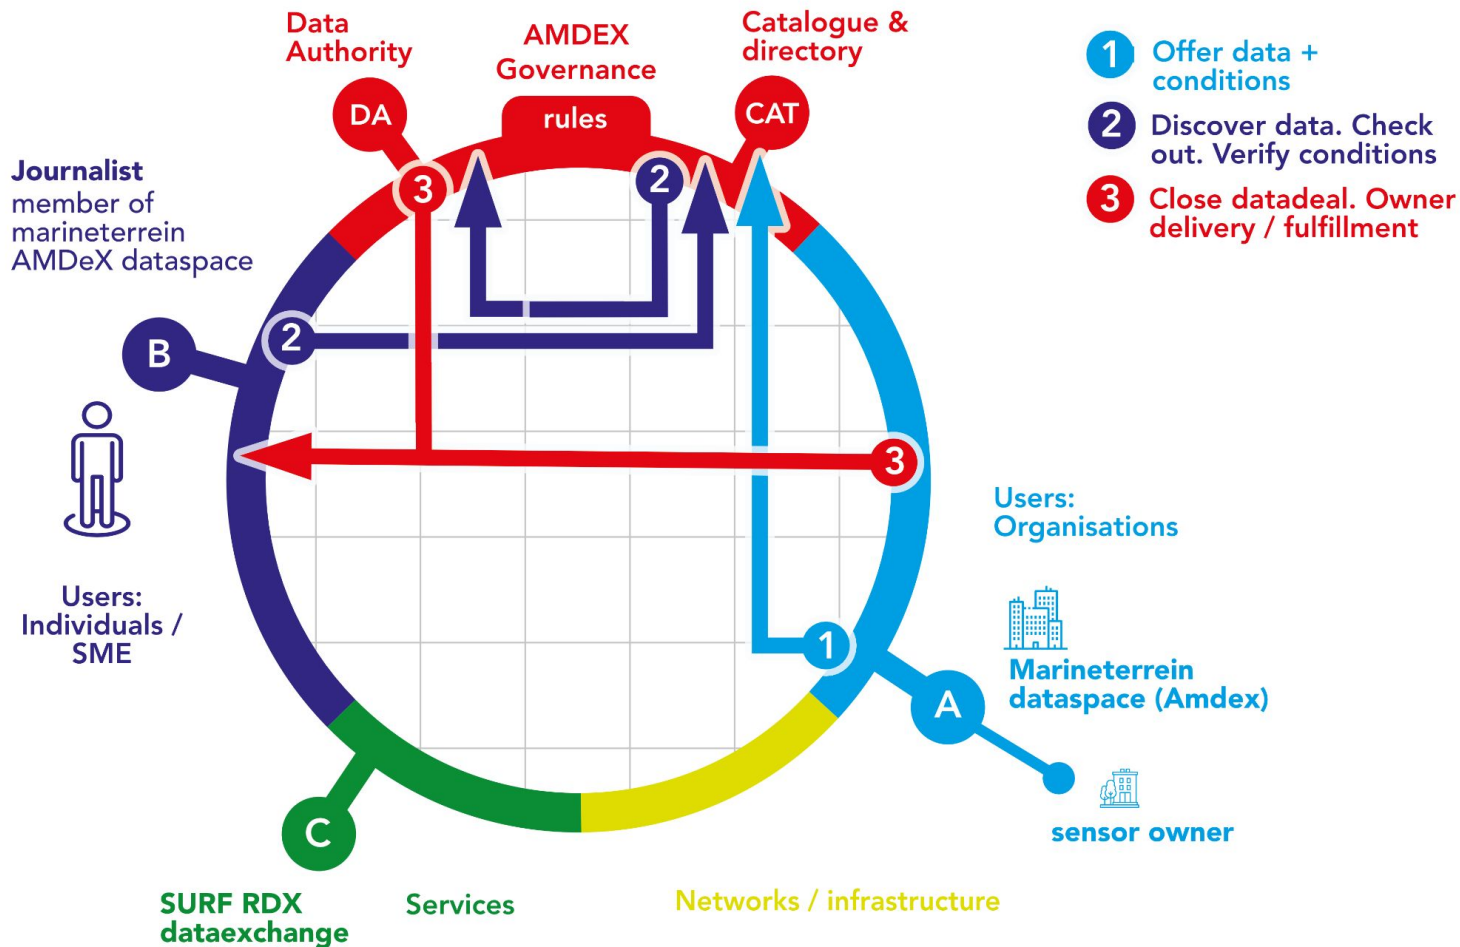 Data
Authority
AMDEX
Governance
Catalogue &
directory
DA
rules
CAT
1 Offer data +
conditions
2 Discover data. Check
out. Verify conditions
3 Close datadeal. Owner
delivery / fulfillment
Journalist
member of
marineterrein
AMDeX dataspace
3
2
2
B
3
Users:
Organisations
Users:
Individuals /
SME
1
Marineterrein
dataspace (Amdex)
A
sensor owner
C
SURF RDX
dataexchange
Services
Networks / infrastructure